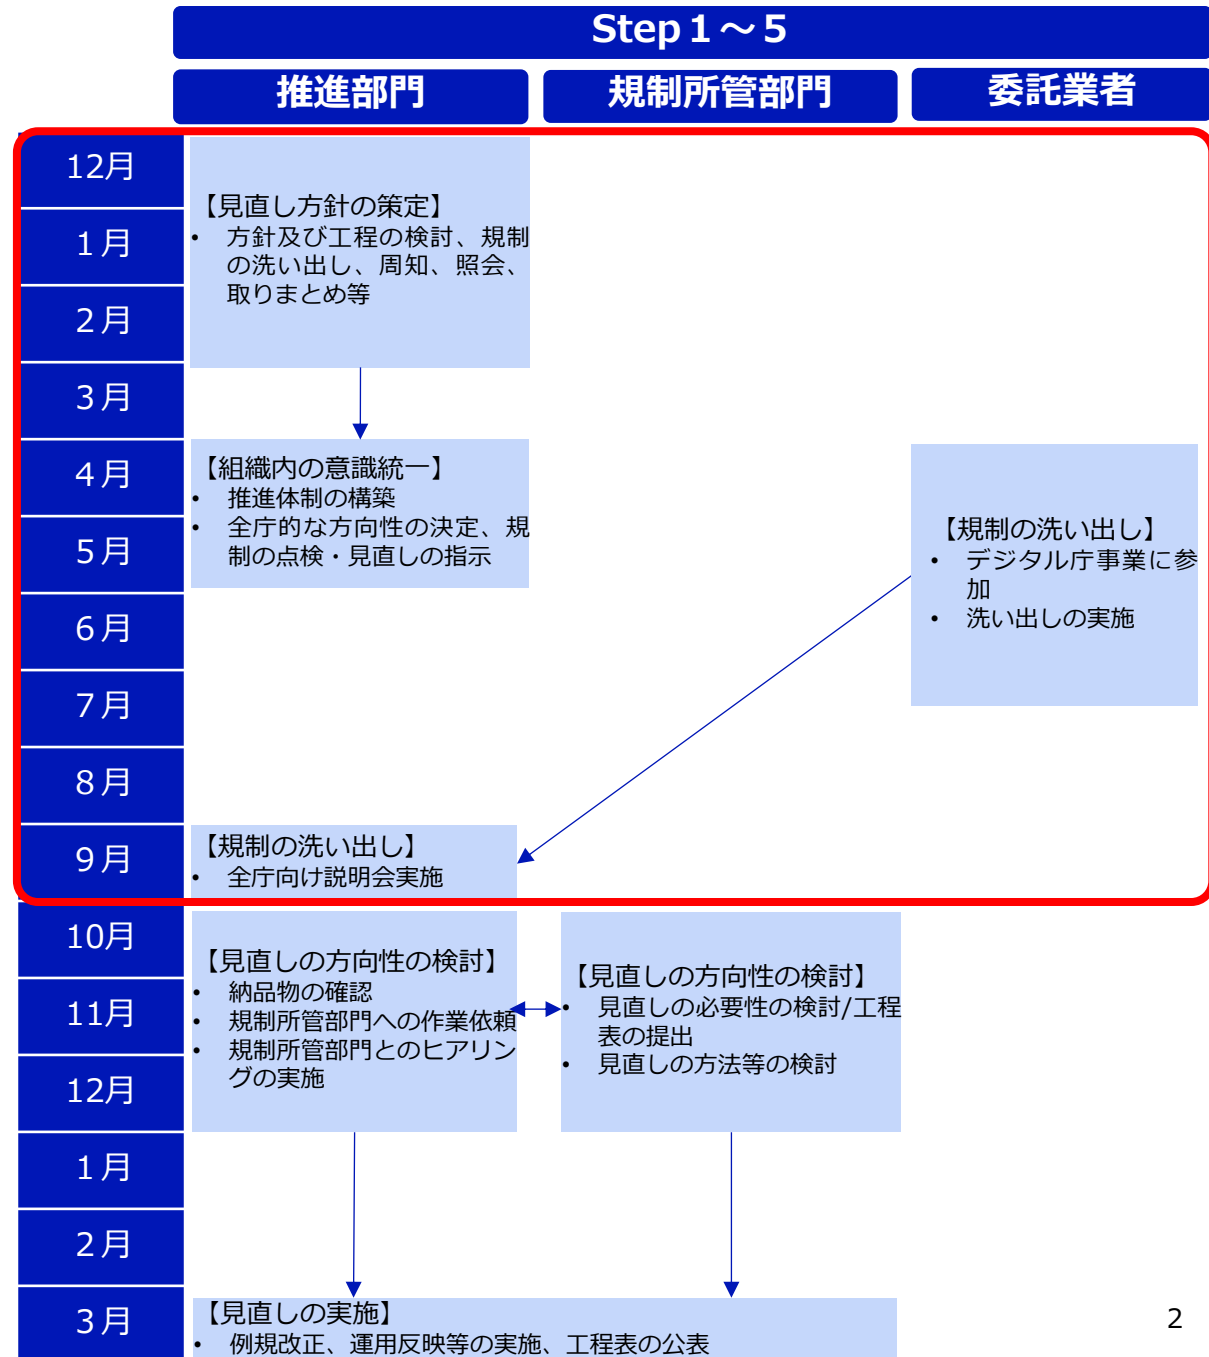 Step１～５
推進部門
規制所管部門
委託業者
12月
１月
２月
３月
４月
５月
６月
７月
８月
９月
10月
11月
12月
１月
２月
３月
【見直し方針の策定】
• 方針及び工程の検討、規制
の洗い出し、周知、照会、
取りまとめ等
【組織内の意識統一】
• 推進体制の構築
• 全庁的な方向性の決定、規
制の点検・見直しの指示
【規制の洗い出し】
• デジタル庁事業に参
加
• 洗い出しの実施
【規制の洗い出し】
• 全庁向け説明会実施
【見直しの方向性の検討】
• 納品物の確認
• 規制所管部門への作業依頼
• 規制所管部門とのヒアリン
グの実施
【見直しの方向性の検討】
• 見直しの必要性の検討/工程
表の提出
• 見直しの方法等の検討
【見直しの実施】
• 例規改正、運用反映等の実施、工程表の公表
2